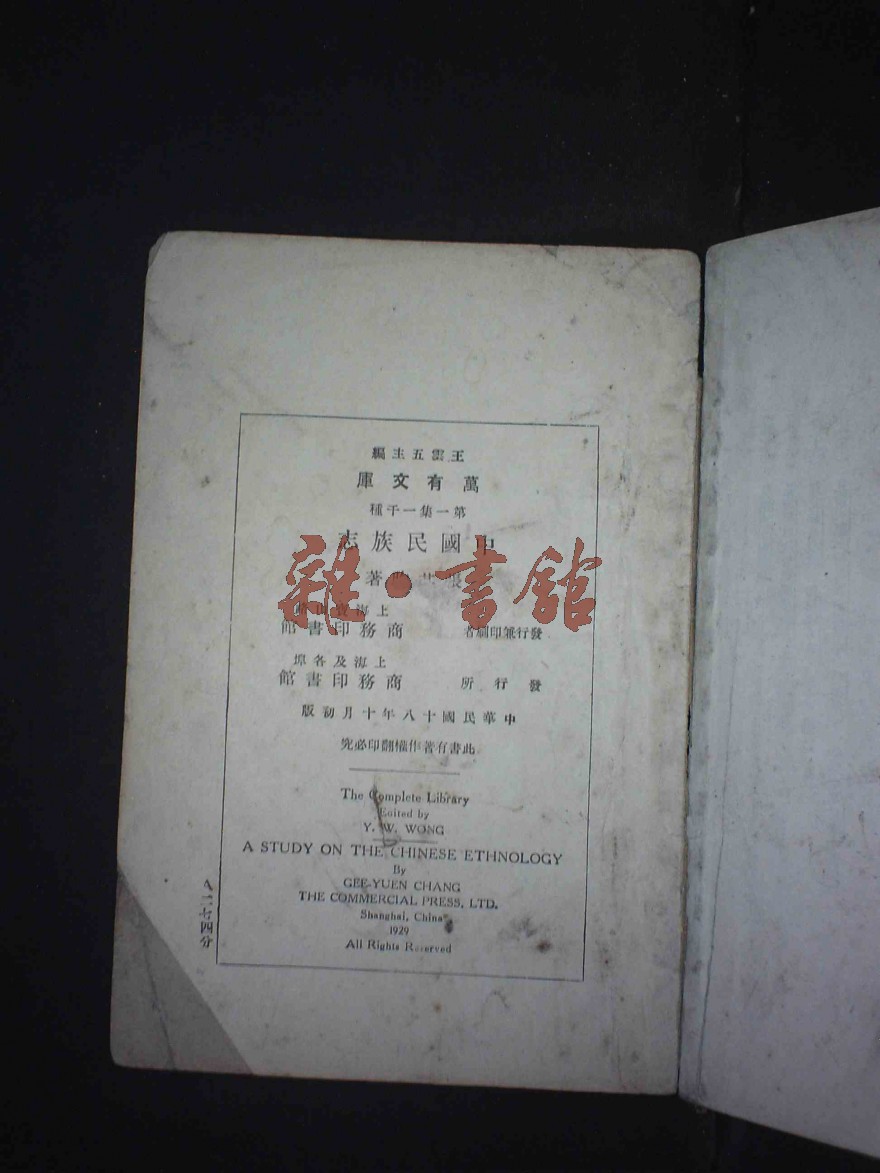 王雲五主編
萬有文庫
第一集一千種
中國民族志
著
上海
發行兼印刷者 商務印書館
上海及各埠
發行所 商務印書館
中華民國十八年十月初版
此書有著作權翻印必究
The Complete Library
Edited by
Y. W. WONG
A STUDY ON THE CHINESE ETHNOLOGY
By
GEE-YUEN CHANG
THE COMMERCIAL PRESS, LTD.
Shanghai, China
1929
All Rights Reserved
八二七四分
雜·書館